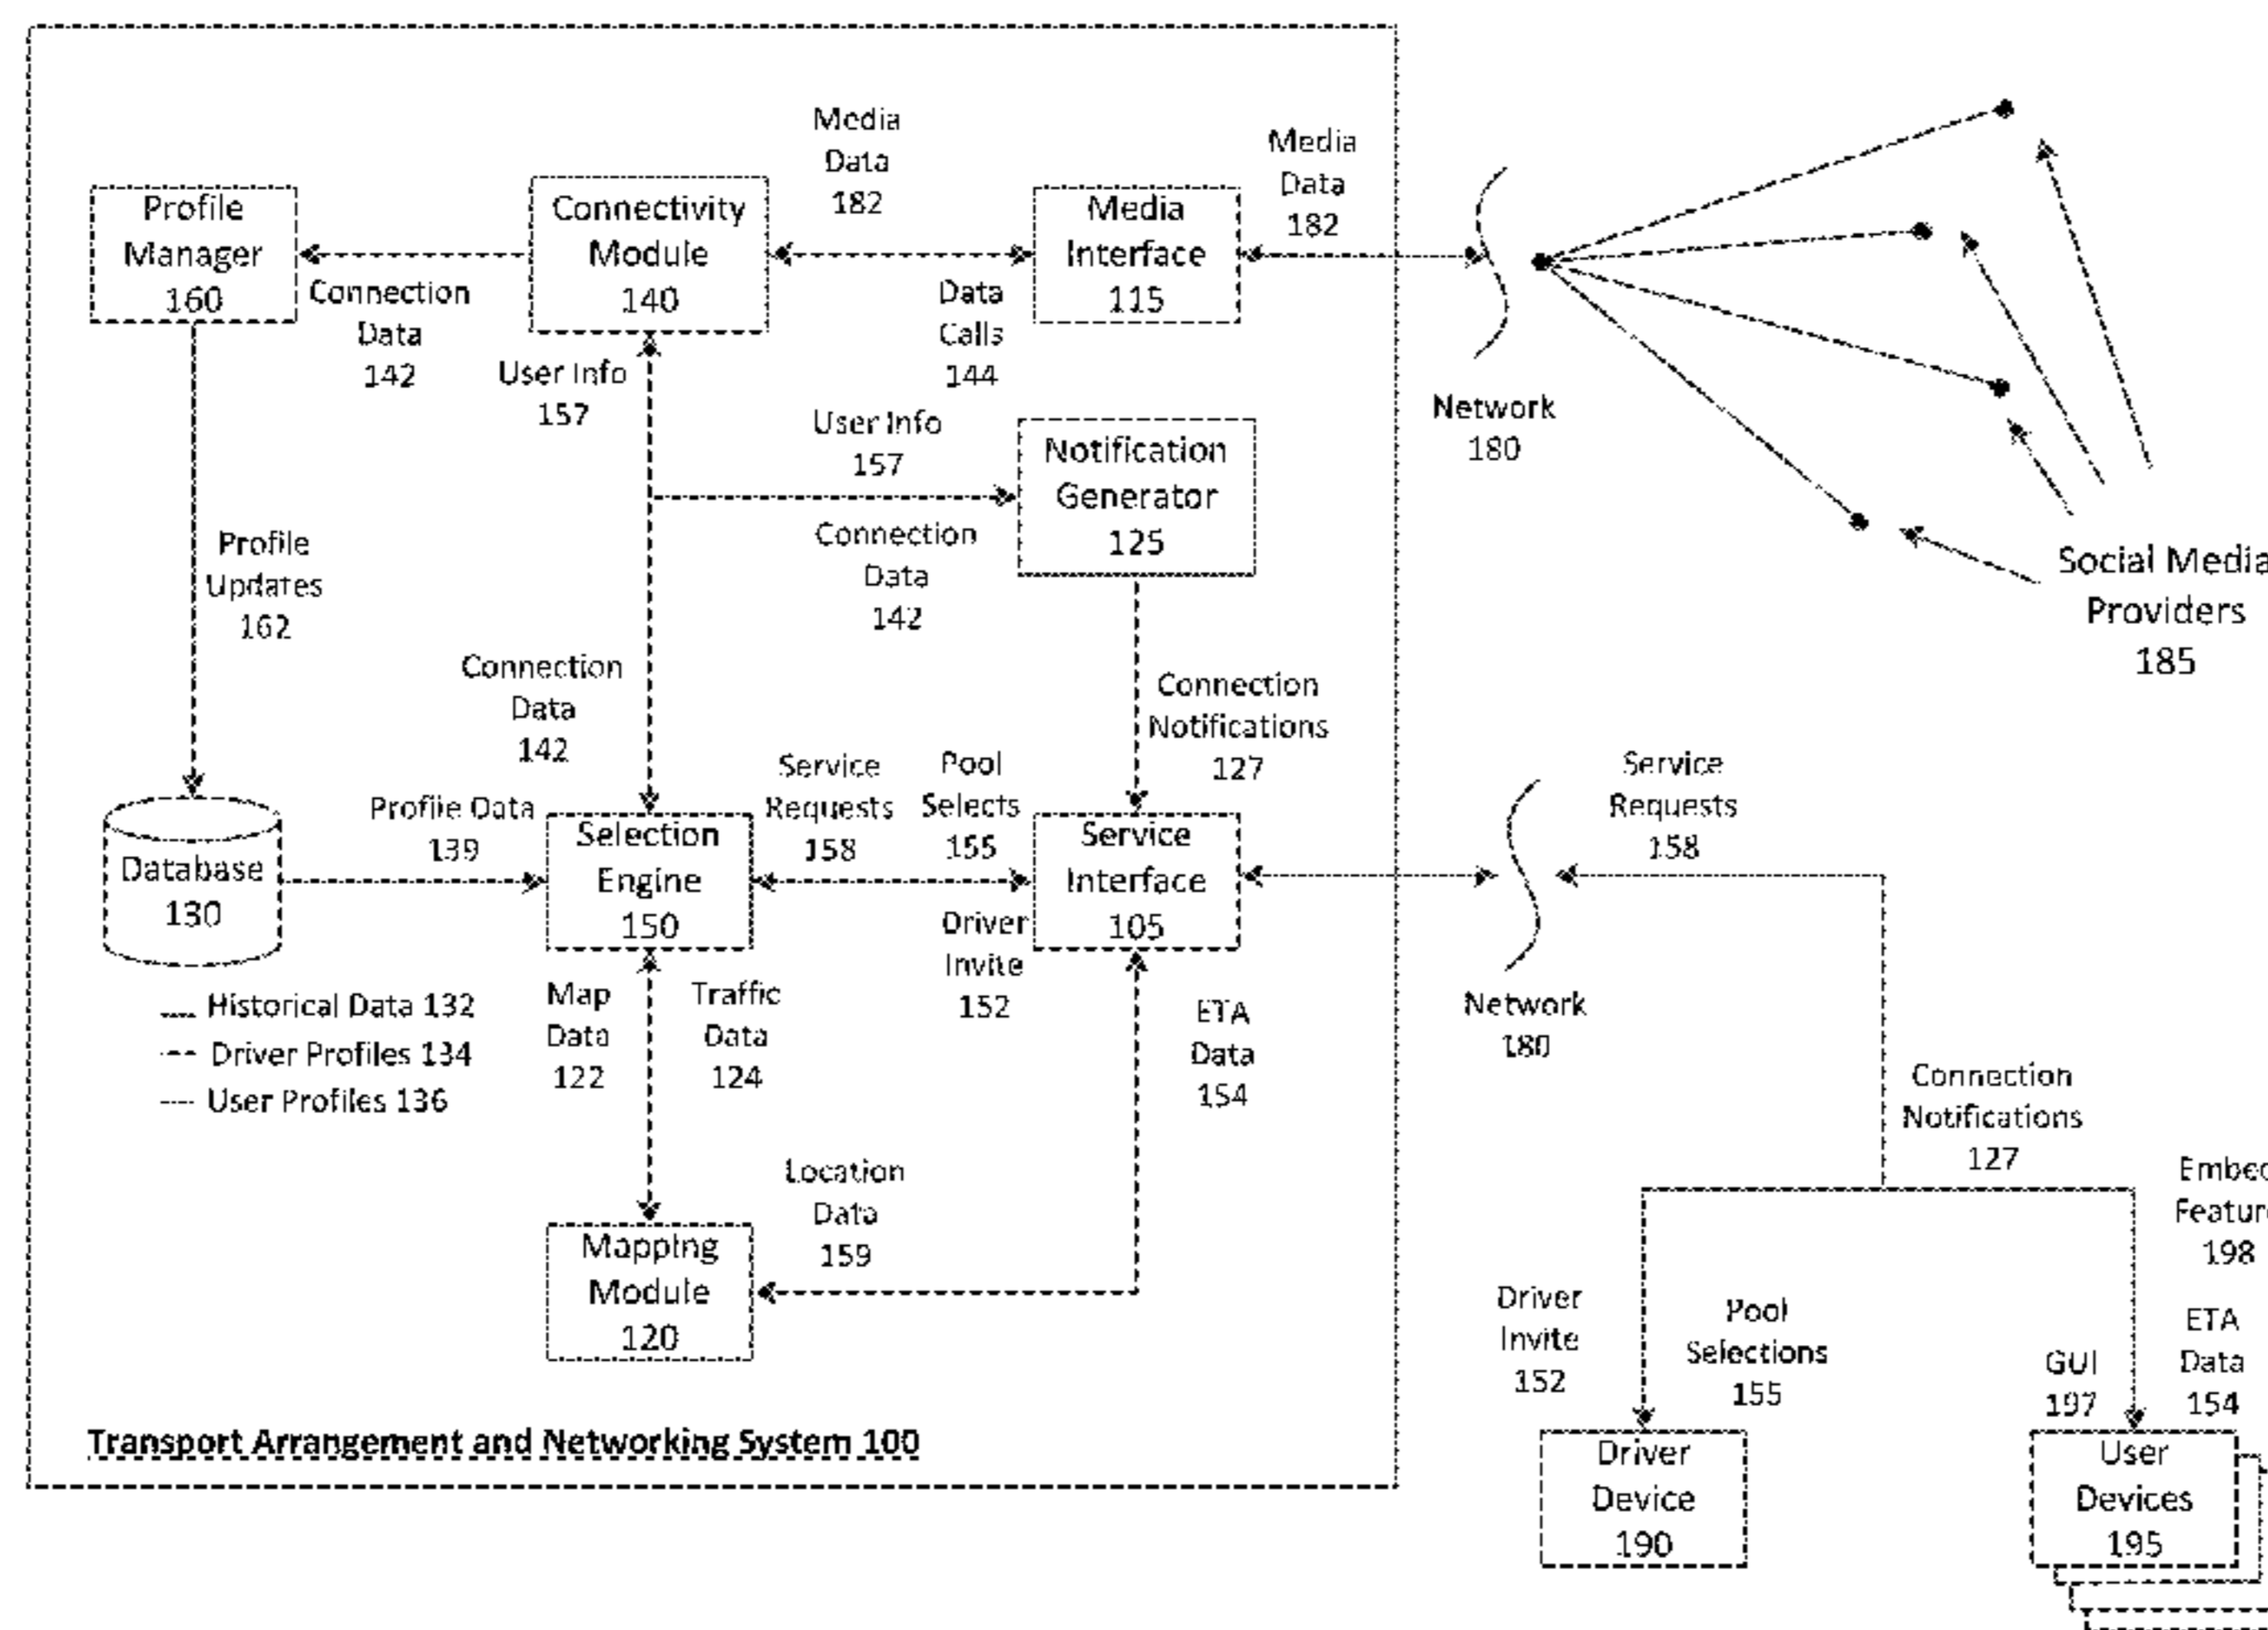 Media
Data
182
Media
Data
182
Profile
Manager
160
Connectivity
Module
140
Media
Interface
115
Connection
Data
142
Data
Calls
144
User Info
157
User Info
157
Network
180
Notification
Generator
125
Profile
Updates
162
Connection
Data
142
Social Media
Providers
185
Connection
Data
142
Connection
Notifications
127
Service
Requests
158
Pool
Selects
155
Service
Requests
158
Profile Data
139
Database
130
Selection
Engine
150
Service
Interface
105
Driver
Invite
152
Historical Data 132
Driver Profiles 134
User Profiles 136
Map
Data
122
Traffic
Data
124
ETA
Data
154
Network
180
Connection
Notifications
127
Location
Data
159
198
Mapping
Module
120
Driver
Invite
152
Pool
Selections
155
GUI
197
ETA
Data
154
Transport Arrangement and Networking System 100
Driver
Device
190
User
Devices
195